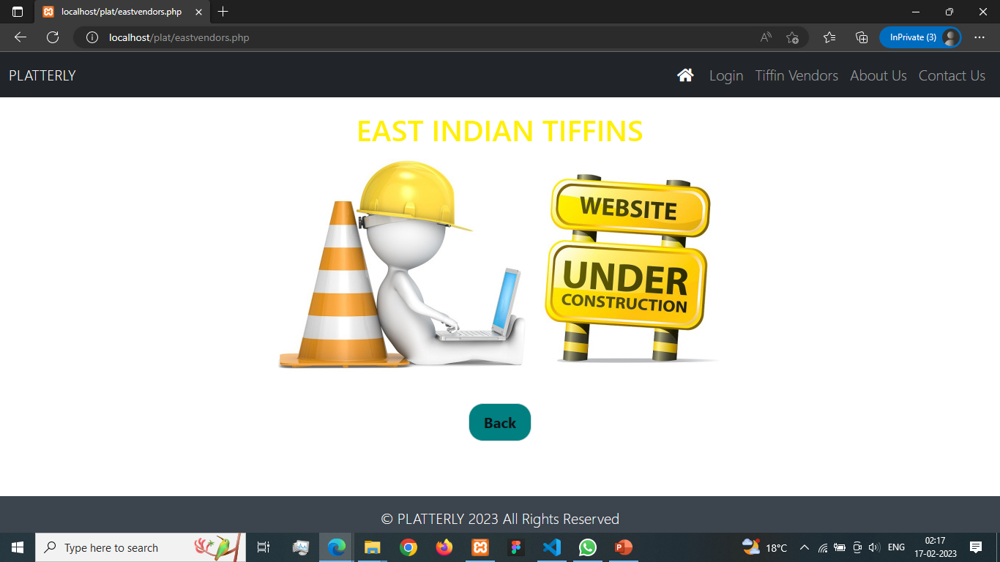 localhost/plat/eastvendors.php
localhost/plat/eastvendors.php
InPrivate (3)
PLATTERLY
Login
Tiffin Vendors
About Us
Contact Us
EAST INDIAN TIFFINS
WEBSITE
UNDER
CONSTRUCTION
Back
© PLATTERLY 2023 All Rights Reserved
Type here to search
18°C
ENG
02:17
17-02-2023